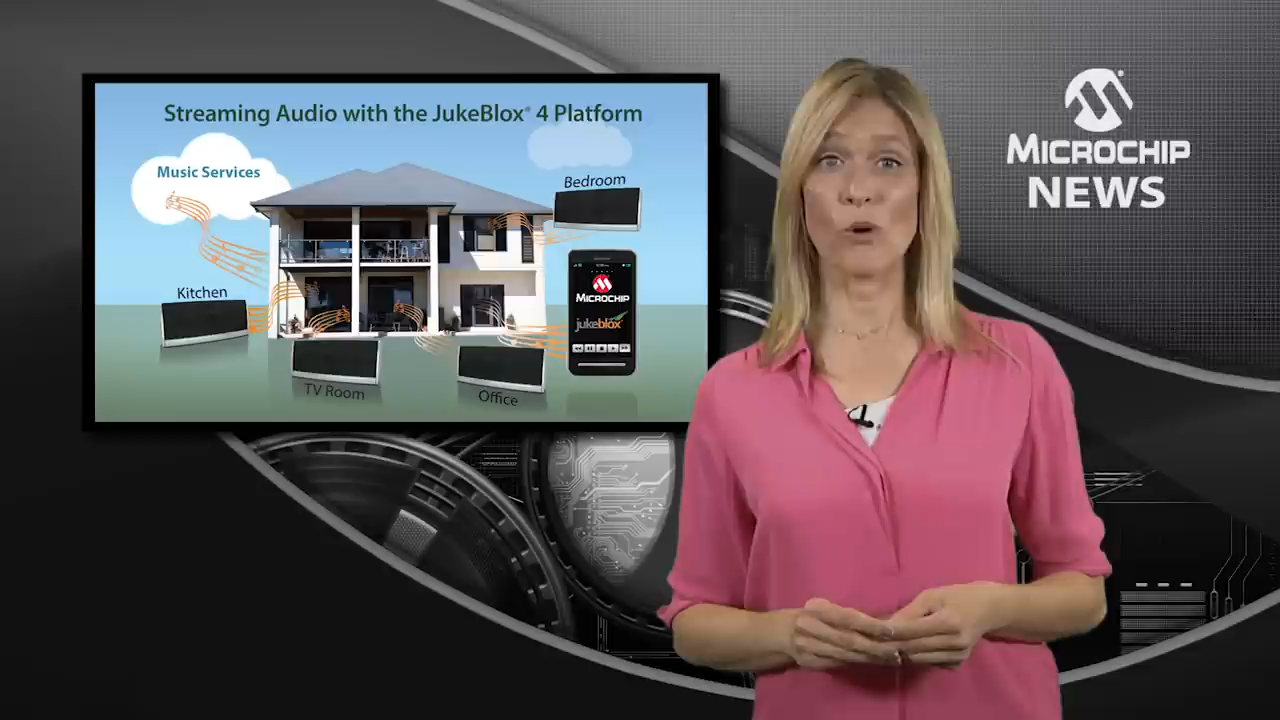 Streaming Audio with the JukeBlox® 4 Platform
Music Services
Bedroom
Kitchen
MICROCHIP
jukeblox
TV Room
Office
MICROCHIP
NEWS